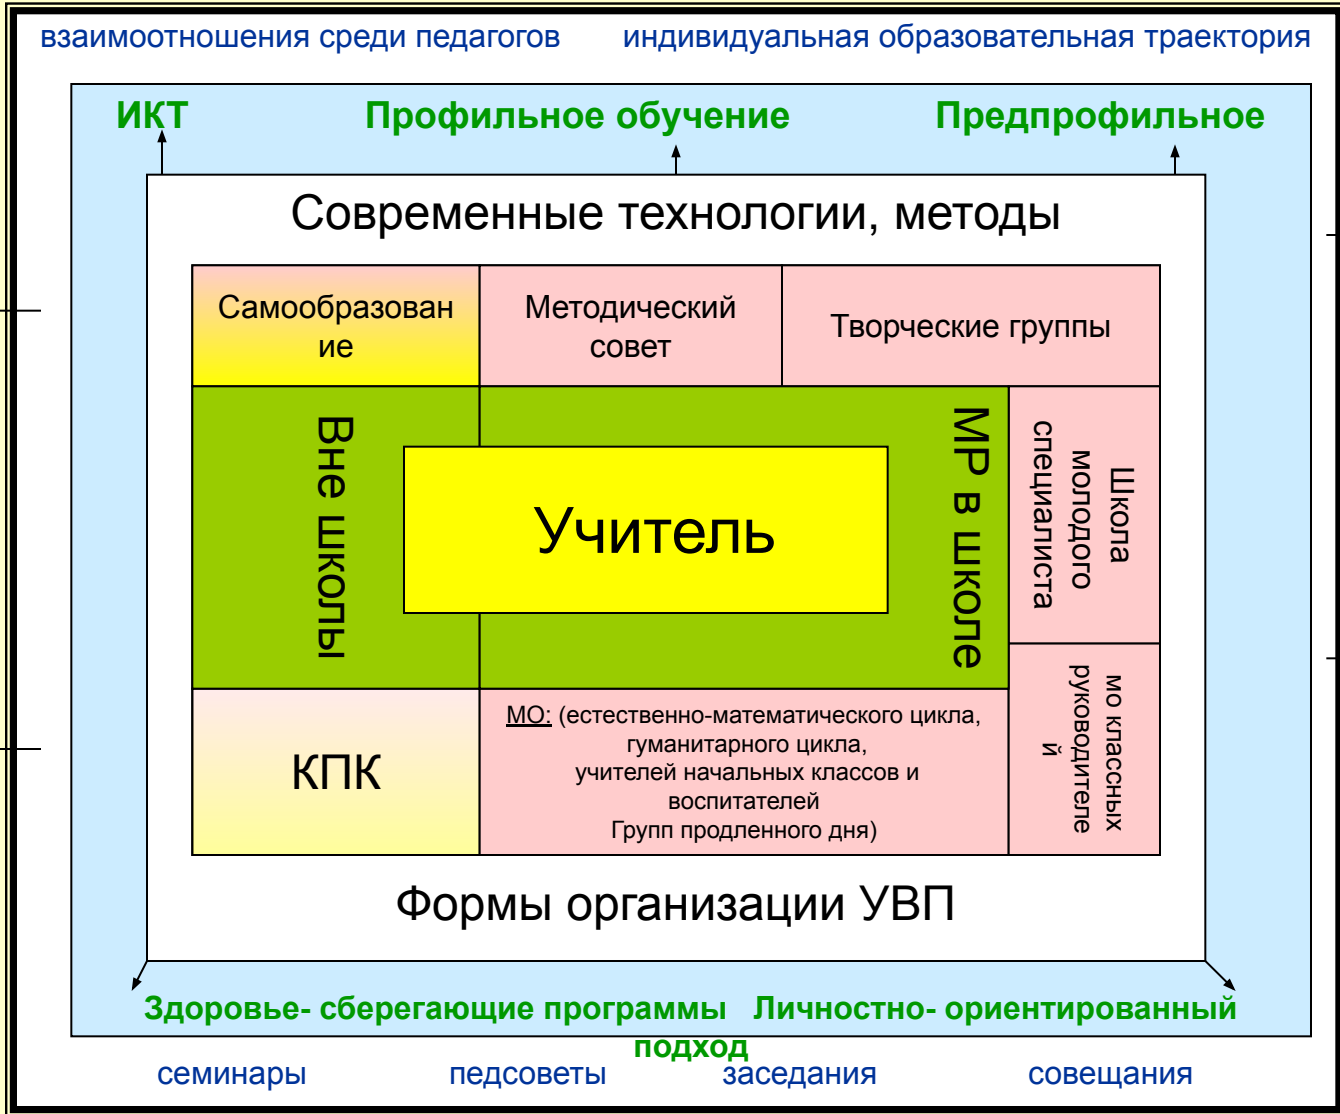 взаимоотношения среди педагогов индивидуальная образовательная траектория
ИКТ Профильное обучение Предпрофильное
Современные технологии, методы
Самообразован
ие
Методический
совет
Творческие группы
Вне школы
Учитель
МР в школе
Школа
молодого
специалиста
КПК
МО: (естественно-математического цикла,
гуманитарного цикла,
учителей начальных классов и
воспитателей
Групп продленного дня)
мо классных
руководителе
й
Формы организации УВП
Здоровье- сберегающие программы Личностно- ориентированный
подход
семинары педсоветы заседания совещания